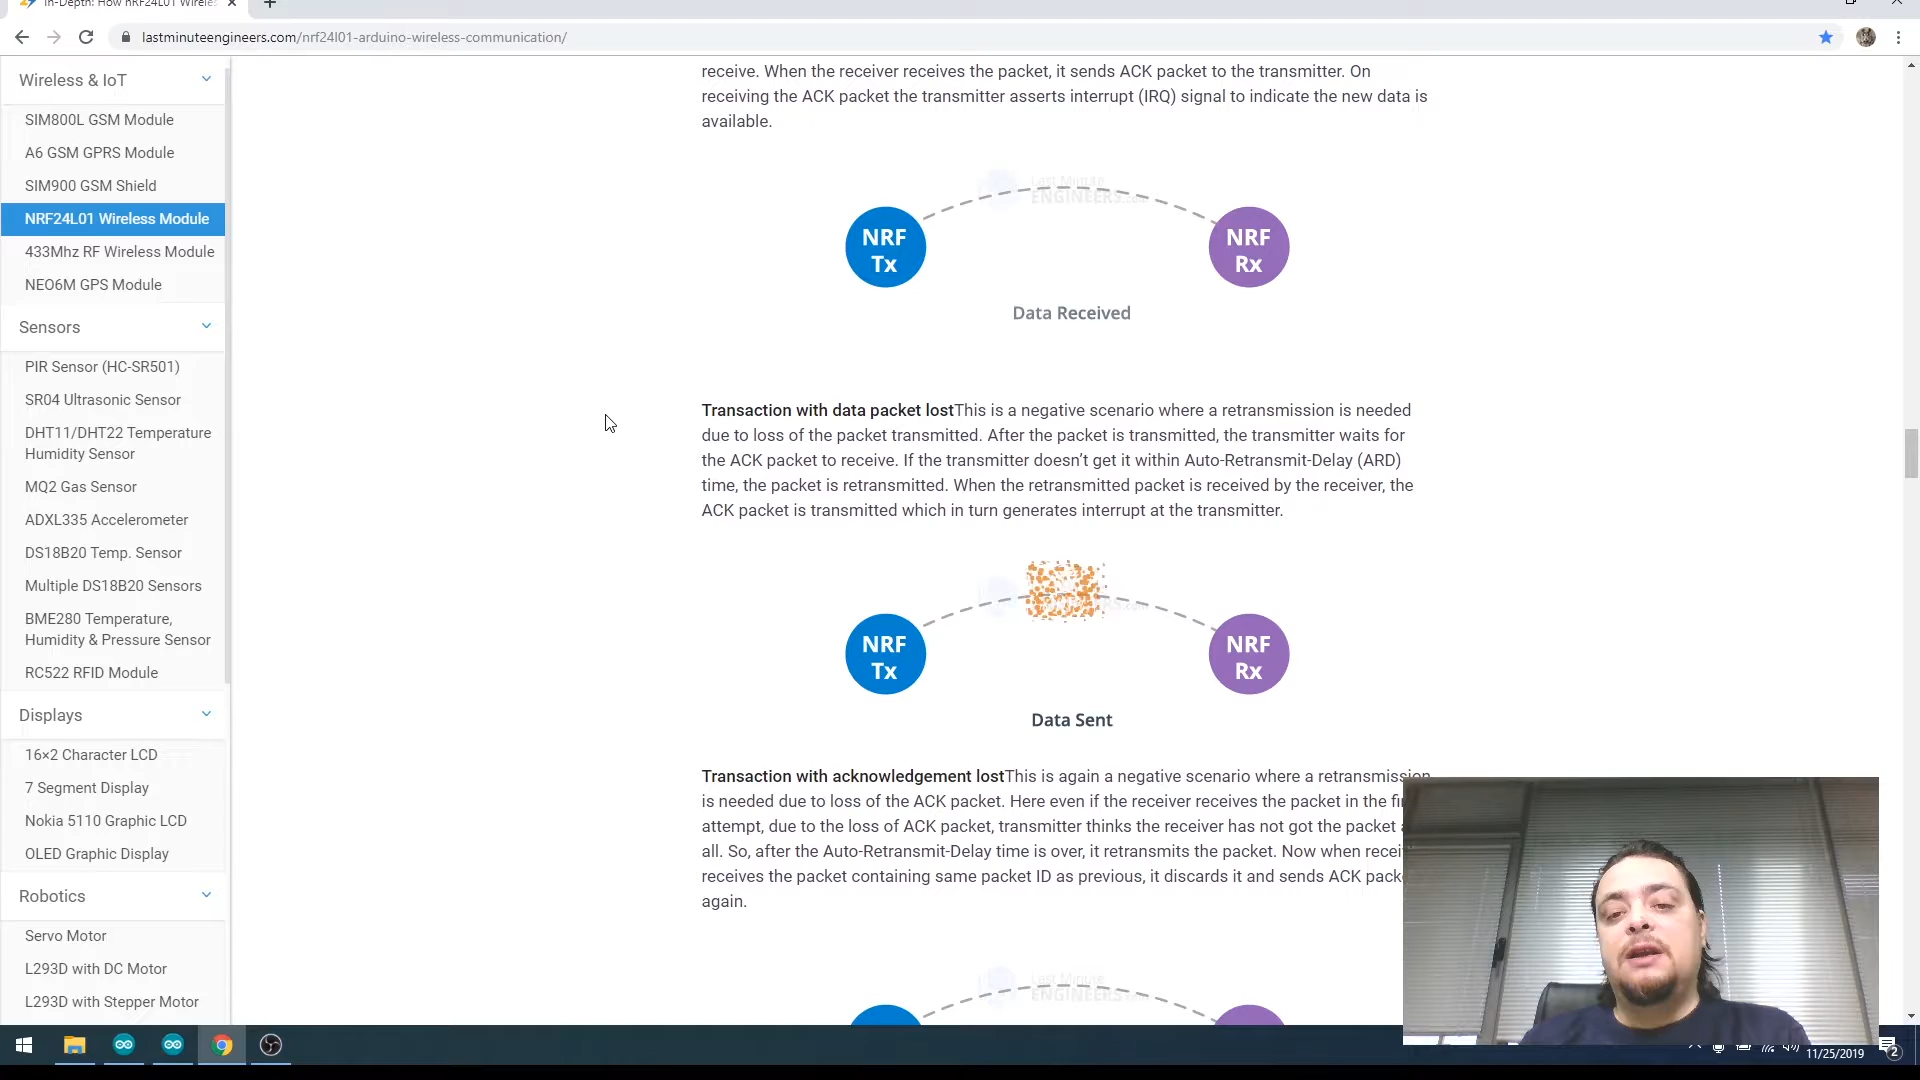 In-Depth: How nRF24L01 Wireles
lastminuteengineers.com/nrf24l01-arduino-wireless-communication/
Wireless & IoT
SIM800L GSM Module
A6 GSM GPRS Module
SIM900 GSM Shield
NRF24L01 Wireless Module
433Mhz RF Wireless Module
NEO6M GPS Module
Sensors
PIR Sensor (HC-SR501)
SR04 Ultrasonic Sensor
DHT11/DHT22 Temperature
Humidity Sensor
MQ2 Gas Sensor
ADXL335 Accelerometer
DS18B20 Temp. Sensor
Multiple DS18B20 Sensors
BME280 Temperature,
Humidity & Pressure Sensor
RC522 RFID Module
Displays
16×2 Character LCD
7 Segment Display
Nokia 5110 Graphic LCD
OLED Graphic Display
Robotics
Servo Motor
L293D with DC Motor
L293D with Stepper Motor
receive. When the receiver receives the packet, it sends ACK packet to the transmitter. On
receiving the ACK packet the transmitter asserts interrupt (IRQ) signal to indicate the new data is
available.
Last Minute
ENGINEERS.com
NRF
Tx
NRF
Rx
Data Received
Transaction with data packet lostThis is a negative scenario where a retransmission is needed
due to loss of the packet transmitted. After the packet is transmitted, the transmitter waits for
the ACK packet to receive. If the transmitter doesn’t get it within Auto-Retransmit-Delay (ARD)
time, the packet is retransmitted. When the retransmitted packet is received by the receiver, the
ACK packet is transmitted which in turn generates interrupt at the transmitter.
NRF
Tx
NRF
Rx
Data Sent
Transaction with acknowledgement lostThis is again a negative scenario where a retransmission
is needed due to loss of the ACK packet. Here even if the receiver receives the packet in the fi
attempt, due to the loss of ACK packet, transmitter thinks the receiver has not got the packet
all. So, after the Auto-Retransmit-Delay time is over, it retransmits the packet. Now when recei
receives the packet containing same packet ID as previous, it discards it and sends ACK pack
again.
Last Minute
ENGINEERS.com
11/25/2019
2